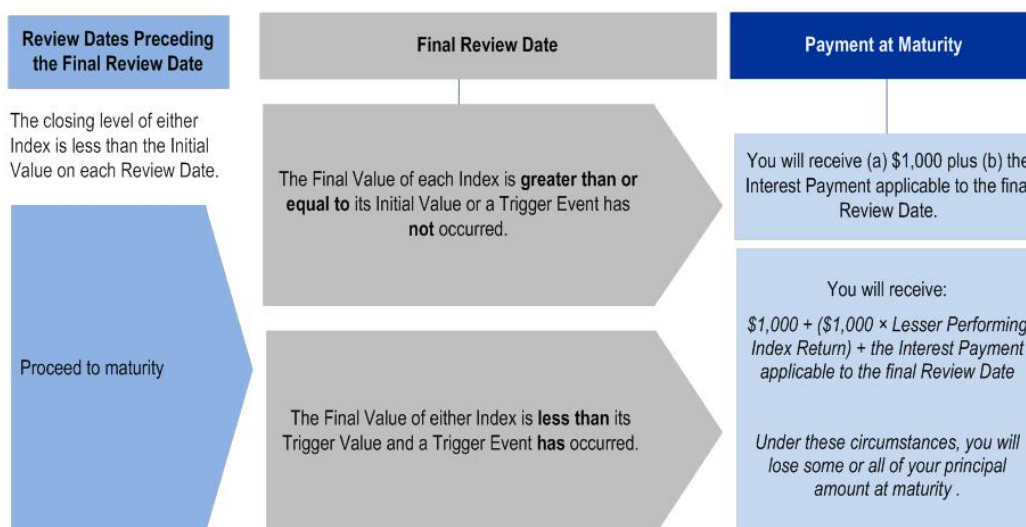 Review Dates Preceding
the Final Review Date
Final Review Date
Payment at Maturity
The closing level of either
Index is less than the Initial
Value on each Review Date.
Proceed to maturity
The Final Value of each Index is greater than or
equal to its Initial Value or a Trigger Event has
not occurred.
The Final Value of either Index is less than its
Trigger Value and a Trigger Event has occurred.
You will receive (a) $1,000 plus (b) the
Interest Payment applicable to the final
Review Date.
You will receive:
$1,000 + ($1,000 × Lesser Performing
Index Return) + the Interest Payment
applicable to the final Review Date
Under these circumstances, you will
lose some or all of your principal
amount at maturity .